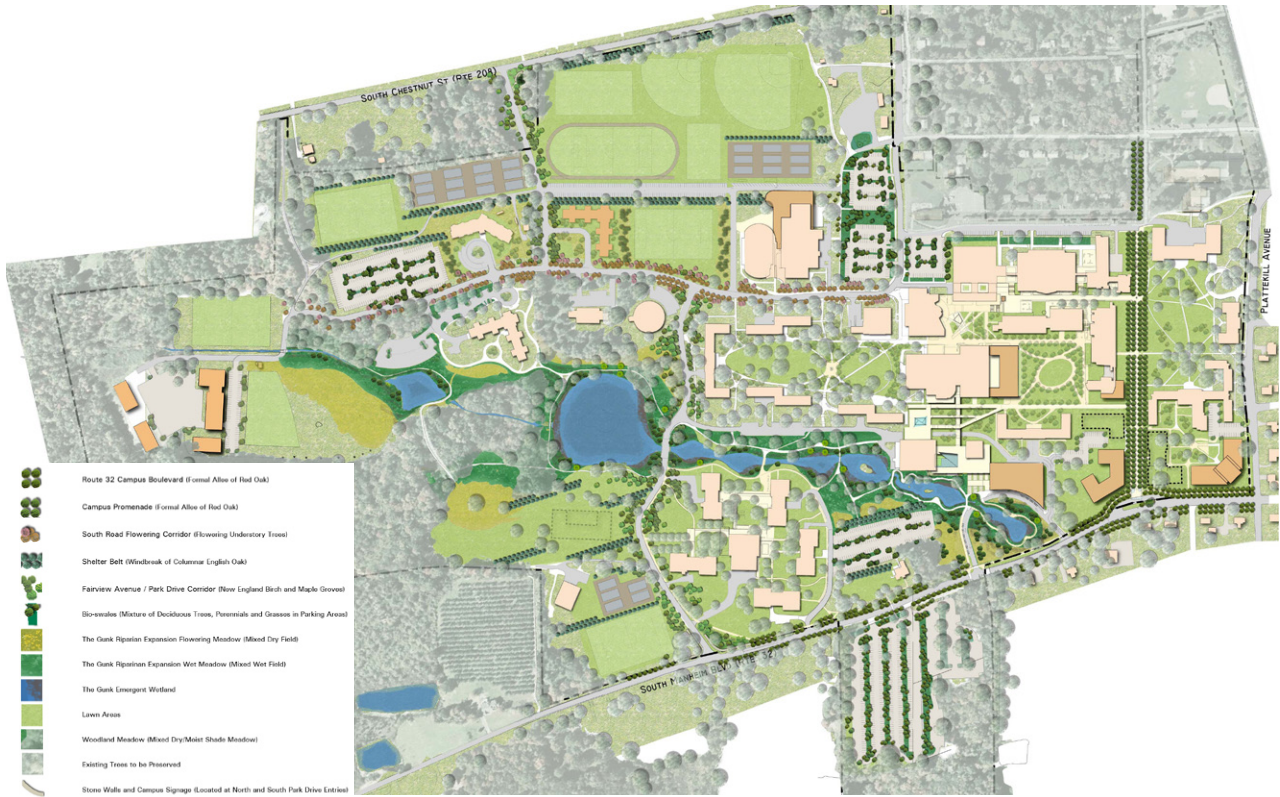 SOUTH CHESTNUT ST (RTE 208)
PLATTEKILL AVENUE
SOUTH MANHEIM BLVD (RTE 32)
Route 32 Campus Boulevard (Formal Allee of Red Oak)
Campus Promenade (Formal Allee of Red Oak)
South Road Flowering Corridor (Flowering Understory Trees)
Shelter Belt (Windbreak of Columnar English Oak)
Fairview Avenue / Park Drive Corridor (New England Birch and Maple Groves)
Bio-swales (Mixture of Deciduous Trees, Perennials and Grasses in Parking Areas)
The Gunk Riparian Expansion Flowering Meadow (Mixed Dry Field)
The Gunk Riparinan Expansion Wet Meadow (Mixed Wet Field)
The Gunk Emergent Wetland
Lawn Areas
Woodland Meadow (Mixed Dry/Moist Shade Meadow)
Existing Trees to be Preserved
Stone Walls and Campus Signage (Located at North and South Park Drive Entries)